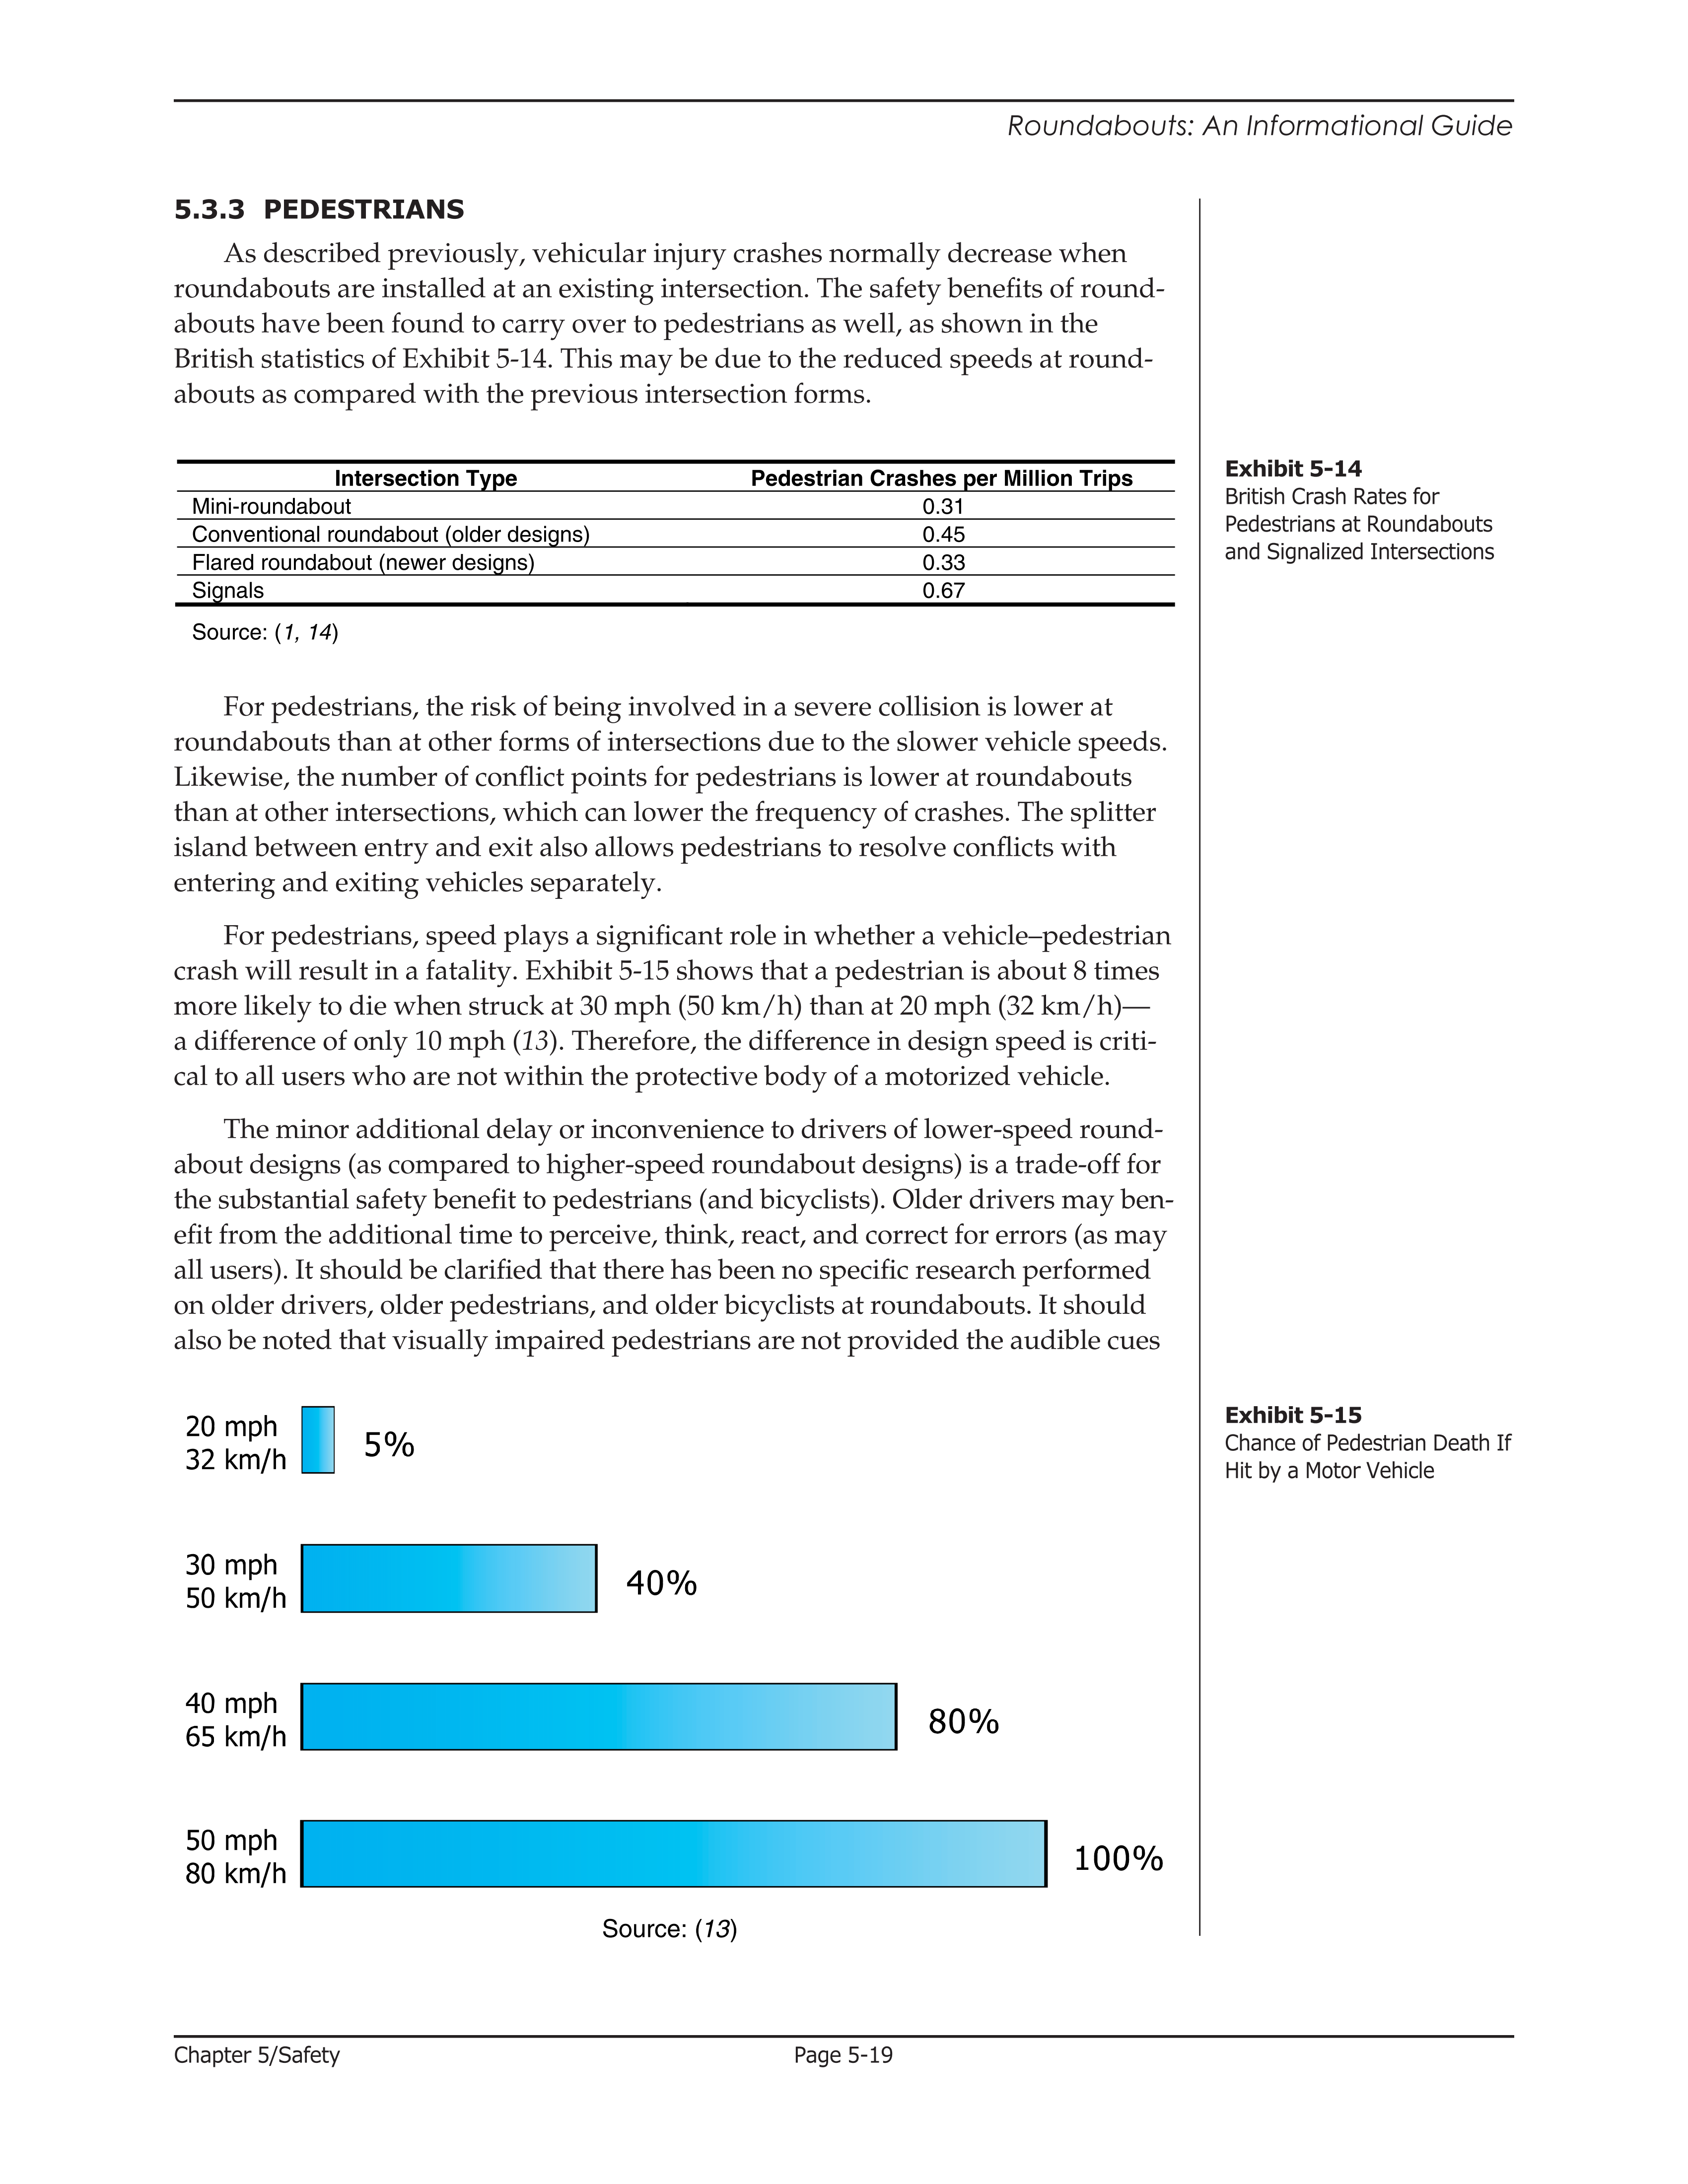 Roundabouts: An Informational Guide
5.3.3 PEDESTRIANS
As described previously, vehicular injury crashes normally decrease when
roundabouts are installed at an existing intersection. The safety benefits of round-
abouts have been found to carry over to pedestrians as well, as shown in the
British statistics of Exhibit 5-14. This may be due to the reduced speeds at round-
abouts as compared with the previous intersection forms.
Intersection Type Pedestrian Crashes per Million Trips
Mini-roundabout 0.31
Conventional roundabout (older designs) 0.45
Flared roundabout (newer designs) 0.33
Signals 0.67
Source: (1, 14)
Exhibit 5-14
British Crash Rates for
Pedestrians at Roundabouts
and Signalized Intersections
For pedestrians, the risk of being involved in a severe collision is lower at
roundabouts than at other forms of intersections due to the slower vehicle speeds.
Likewise, the number of conflict points for pedestrians is lower at roundabouts
than at other intersections, which can lower the frequency of crashes. The splitter
island between entry and exit also allows pedestrians to resolve conflicts with
entering and exiting vehicles separately.
For pedestrians, speed plays a significant role in whether a vehicle–pedestrian
crash will result in a fatality. Exhibit 5-15 shows that a pedestrian is about 8 times
more likely to die when struck at 30 mph (50 km/h) than at 20 mph (32 km/h)—
a difference of only 10 mph (13). Therefore, the difference in design speed is criti-
cal to all users who are not within the protective body of a motorized vehicle.
The minor additional delay or inconvenience to drivers of lower-speed round-
about designs (as compared to higher-speed roundabout designs) is a trade-off for
the substantial safety benefit to pedestrians (and bicyclists). Older drivers may ben-
efit from the additional time to perceive, think, react, and correct for errors (as may
all users). It should be clarified that there has been no specific research performed
on older drivers, older pedestrians, and older bicyclists at roundabouts. It should
also be noted that visually impaired pedestrians are not provided the audible cues
Exhibit 5-15
Chance of Pedestrian Death If
Hit by a Motor Vehicle
20 mph
32 km/h
5%
30 mph
50 km/h
40%
40 mph
65 km/h
80%
50 mph
80 km/h
100%
Source: (13)
Chapter 5/Safety Page 5-19